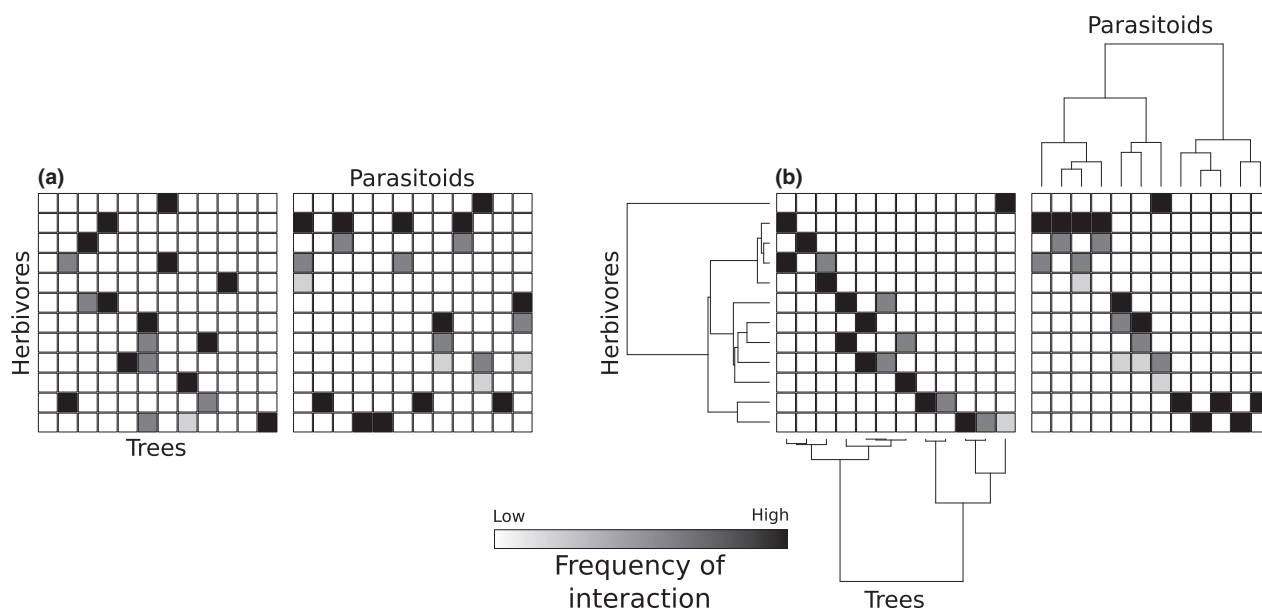 Parasitoids
(a)
Parasitoids
(b)
Herbivores
Herbivores
Trees
Low
High
Frequency of
interaction
Trees